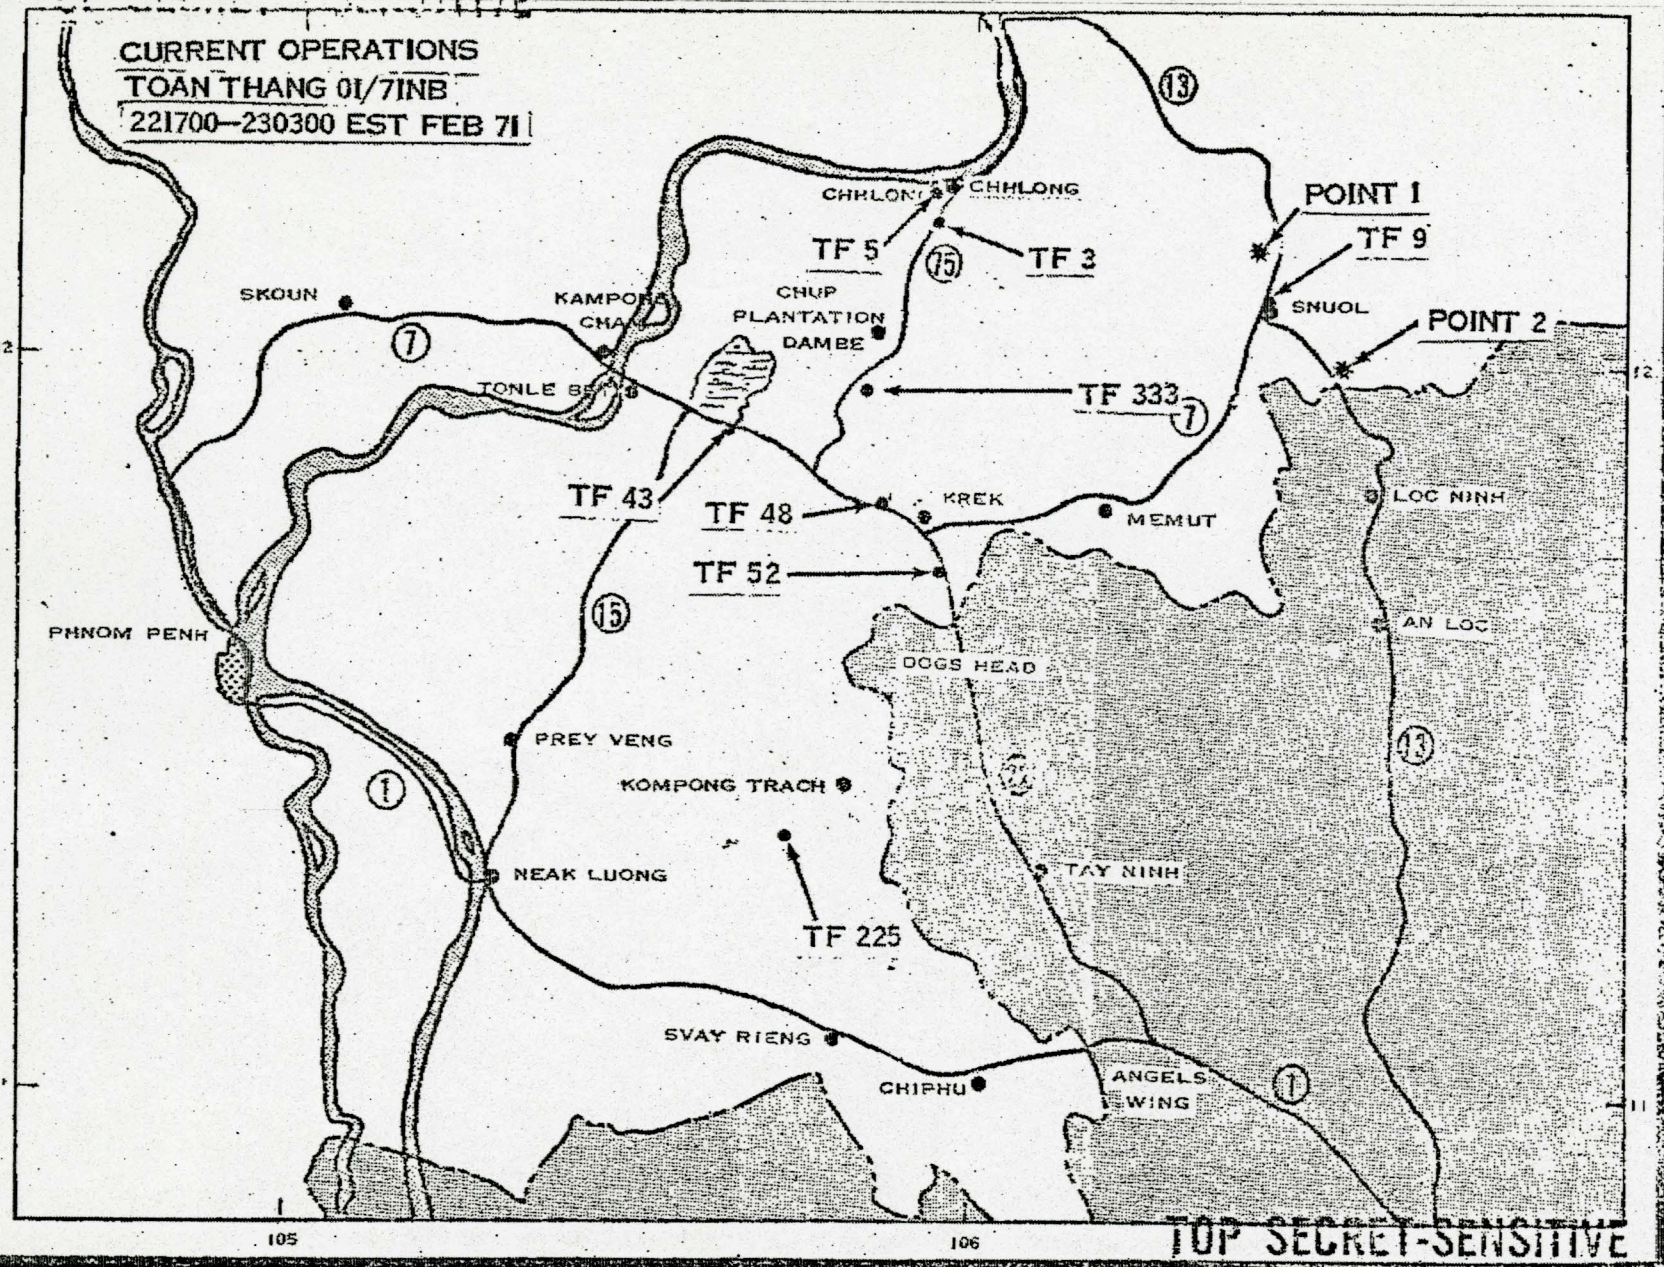 CURRENT OPERATIONS
TOAN THANG 01/71NB
221700—230300 EST FEB 71
13
CHHLONG
CHHLONG
POINT 1
TF 9
TF 5
TF 3
75
SKOUN
KAMPONG
CHAM
CHUP
PLANTATION
DAMBE
SNUOL
POINT 2
7
12
TONLE BET
TF 333
7
TF 43
TF 48
KREK
MEMUT
LOC NINH
TF 52
15
PHNOM PENH
AN LOC
DOGS HEAD
PREY VENG
13
KOMPONG TRACH
1
NEAK LUONG
TAY NINH
TF 225
SVAY RIENG
CHIPHU
ANGELS
WING
1
11
105
106
TOP SECRET-SENSITIVE